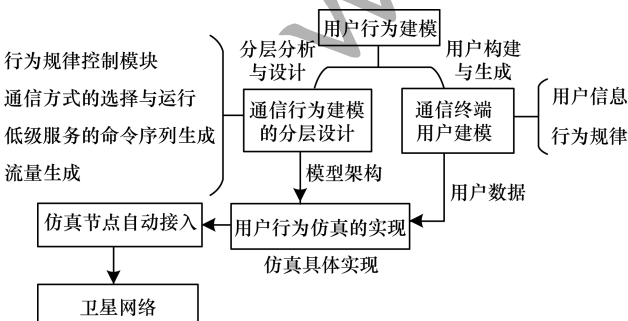 用户行为建模
分层分析
与设计
用户构建
与生成
行为规律控制模块
通信方式的选择与运行
低级服务的命令序列生成
流量生成
通信行为建模
的分层设计
通信终端
用户建模
用户信息
行为规律
模型架构
用户数据
仿真节点自动接入
用户行为仿真的实现
仿真具体实现
卫星网络